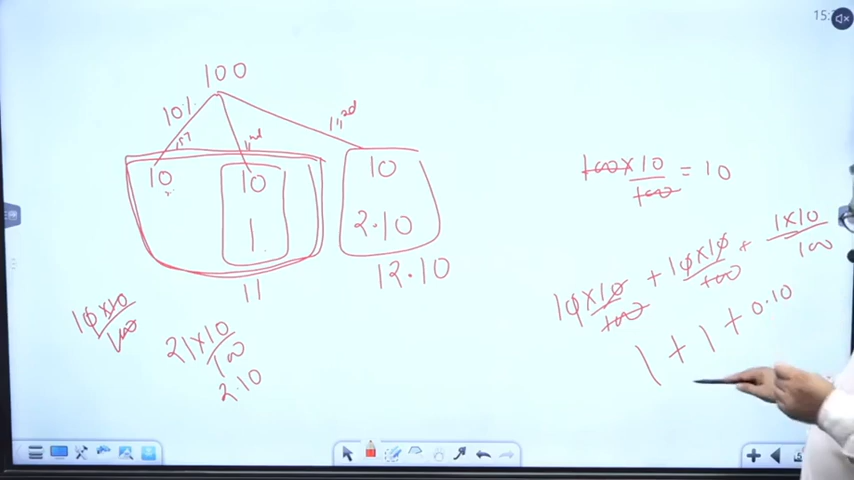 15:
100
10%
1st 2nd 3rd
10 10 10
1 2.10
11 12.10
100×10/100 = 10
10×10/100 + 10×10/100 + 1×10/100
1 + 1 + 0.10
10×10/100
21×10/100
2.10